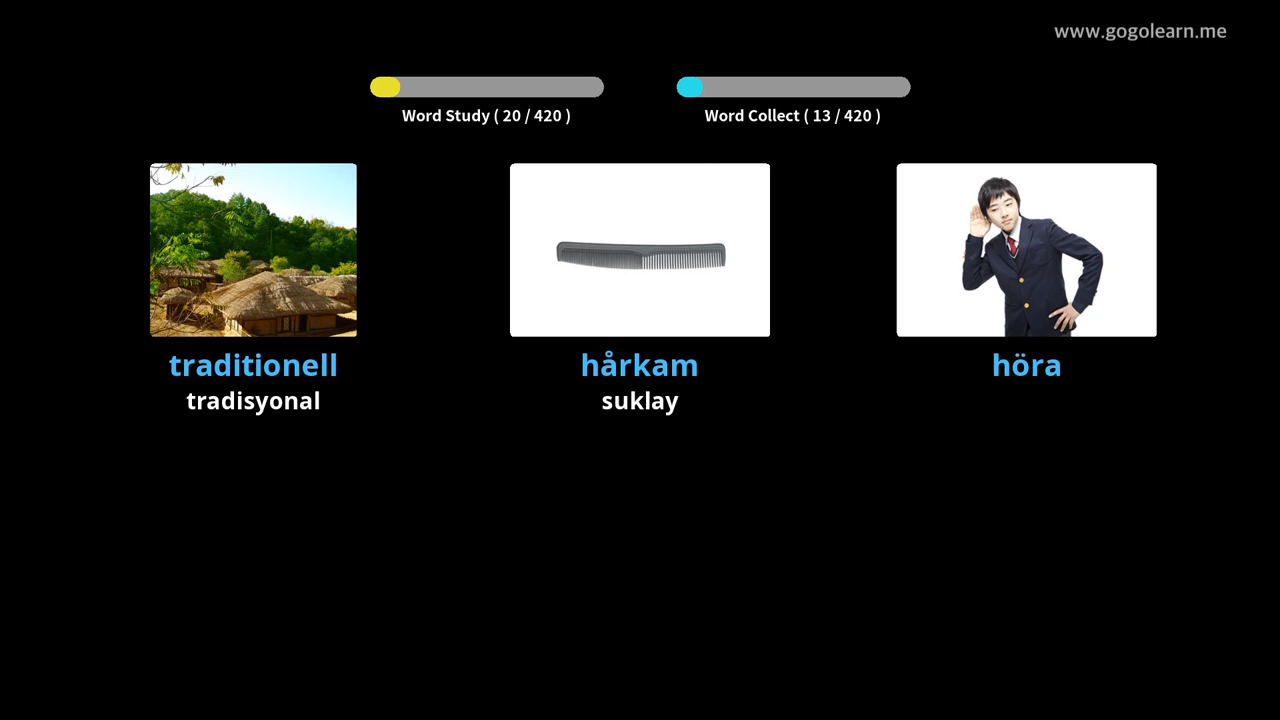 www.gogolearn.me
Word Study ( 20 / 420 )
Word Collect ( 13 / 420 )
traditionell
tradisyonal
hårkam
suklay
höra